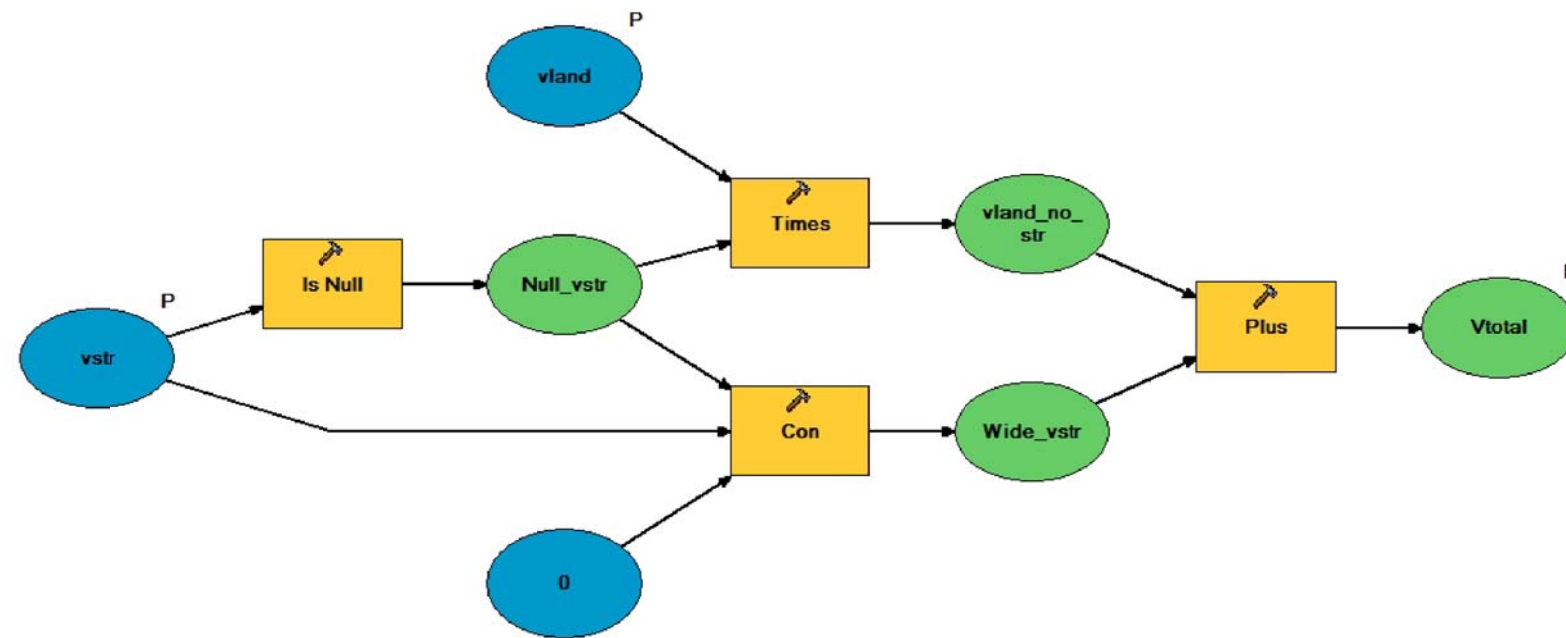 P
vland
Times
vland_no_
str
Is Null
Null_vstr
P
vstr
Plus
Vtotal
Con
Wide_vstr
0